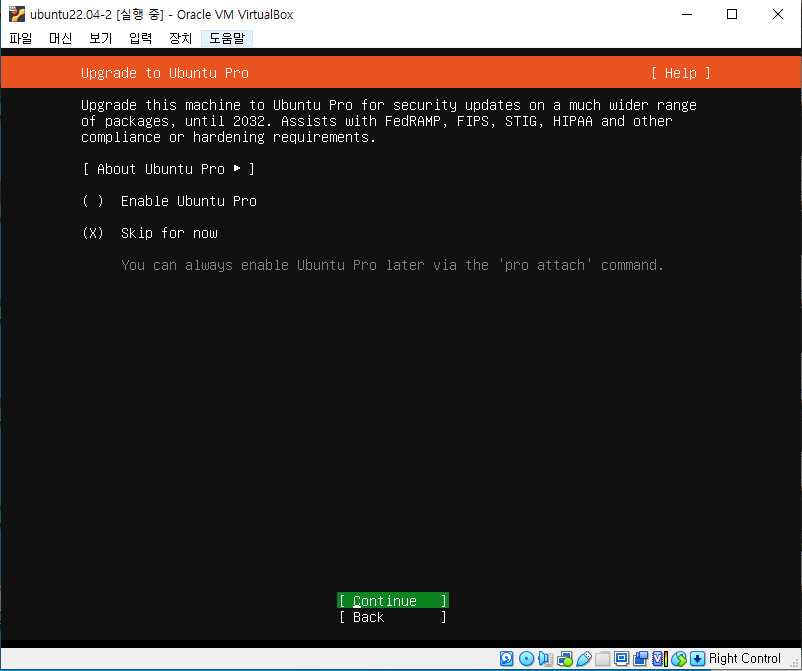 ubuntu22.04-2 [실행 중] - Oracle VM VirtualBox
파일 머신 보기 입력 장치 도움말
Upgrade to Ubuntu Pro [ Help ]
Upgrade this machine to Ubuntu Pro for security updates on a much wider range
of packages, until 2032. Assists with FedRAMP, FIPS, STIG, HIPAA and other
compliance or hardening requirements.
[ About Ubuntu Pro ▸ ]
( ) Enable Ubuntu Pro
(X) Skip for now
You can always enable Ubuntu Pro later via the 'pro attach' command.
[ Continue ]
[ Back ]
Right Control